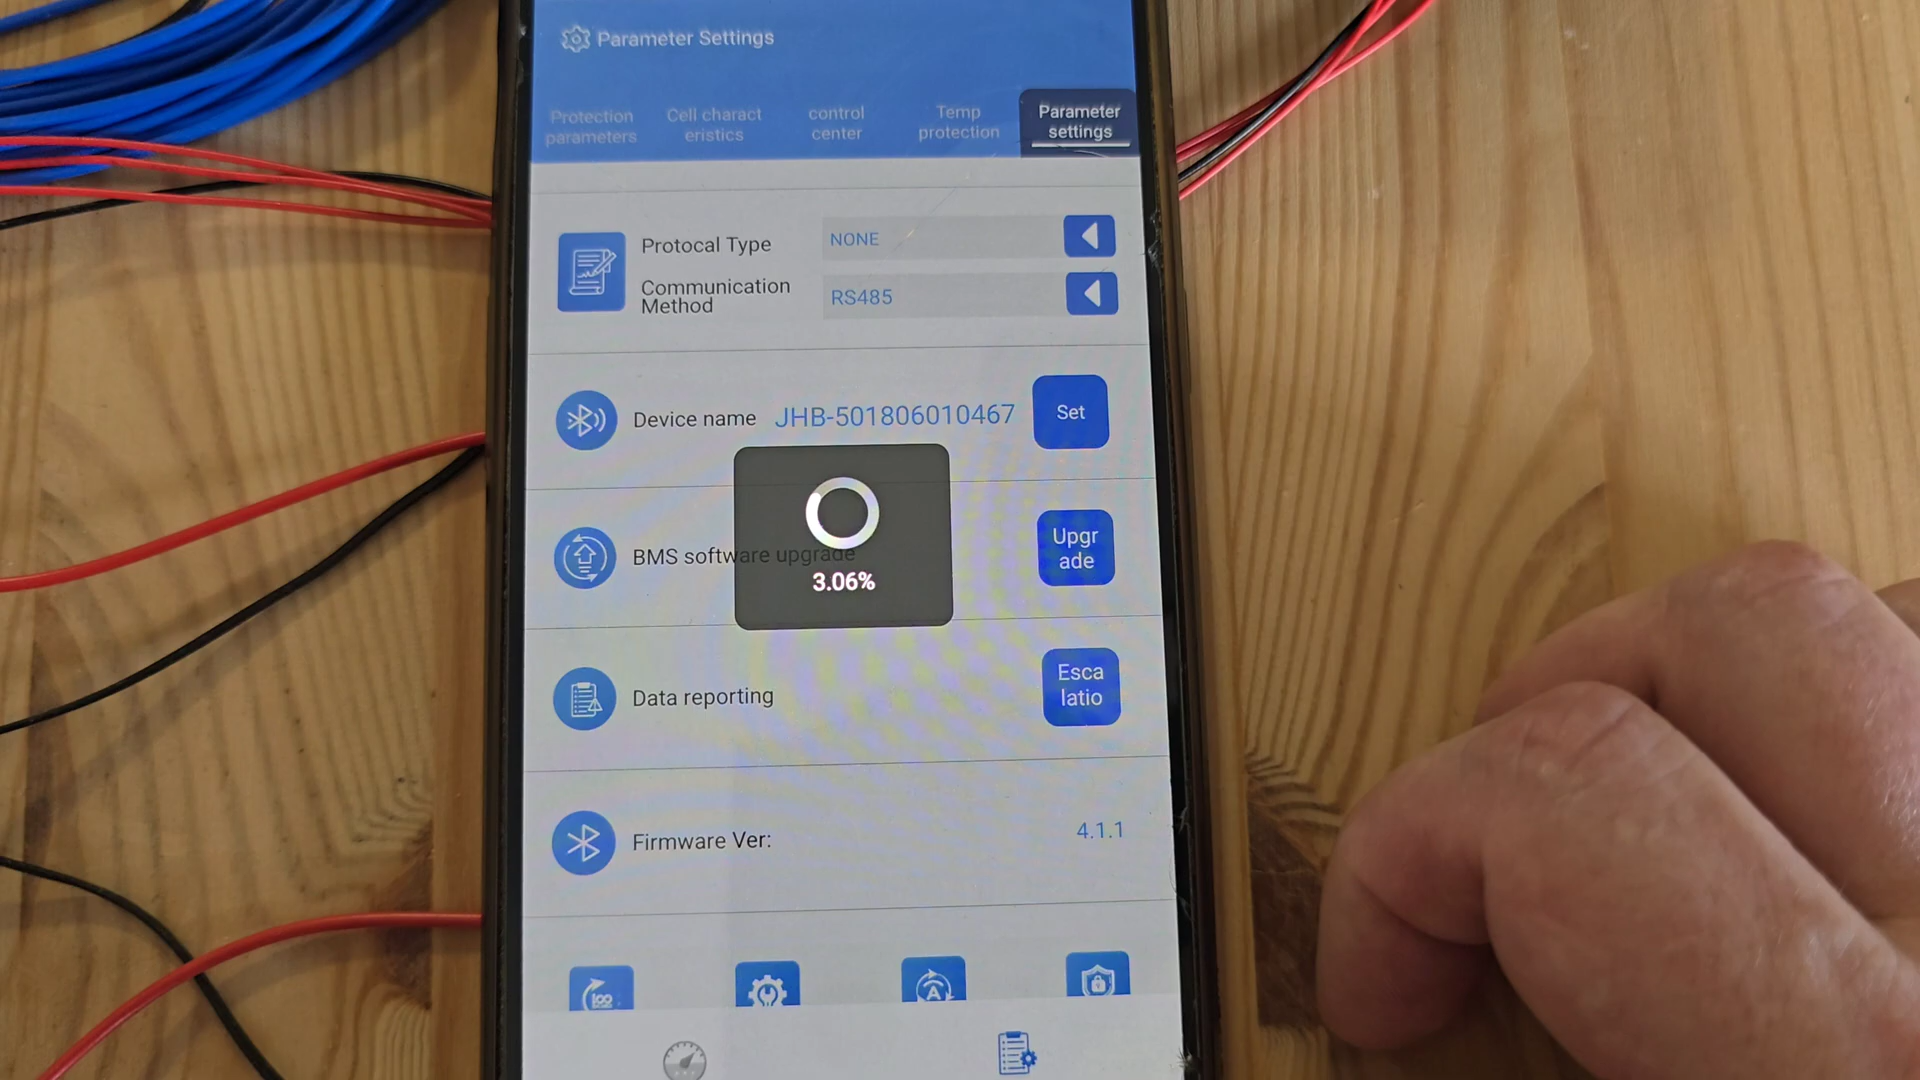 Parameter Settings
Protection
parameters
Cell charact
eristics
control
center
Temp
protection
Parameter
settings
Protocal Type
NONE
Communication
Method
RS485
Device name
JHB-501806010467
Set
BMS software upgrade
3.06%
Upgr
ade
Data reporting
Esca
latio
Firmware Ver:
4.1.1
100
A